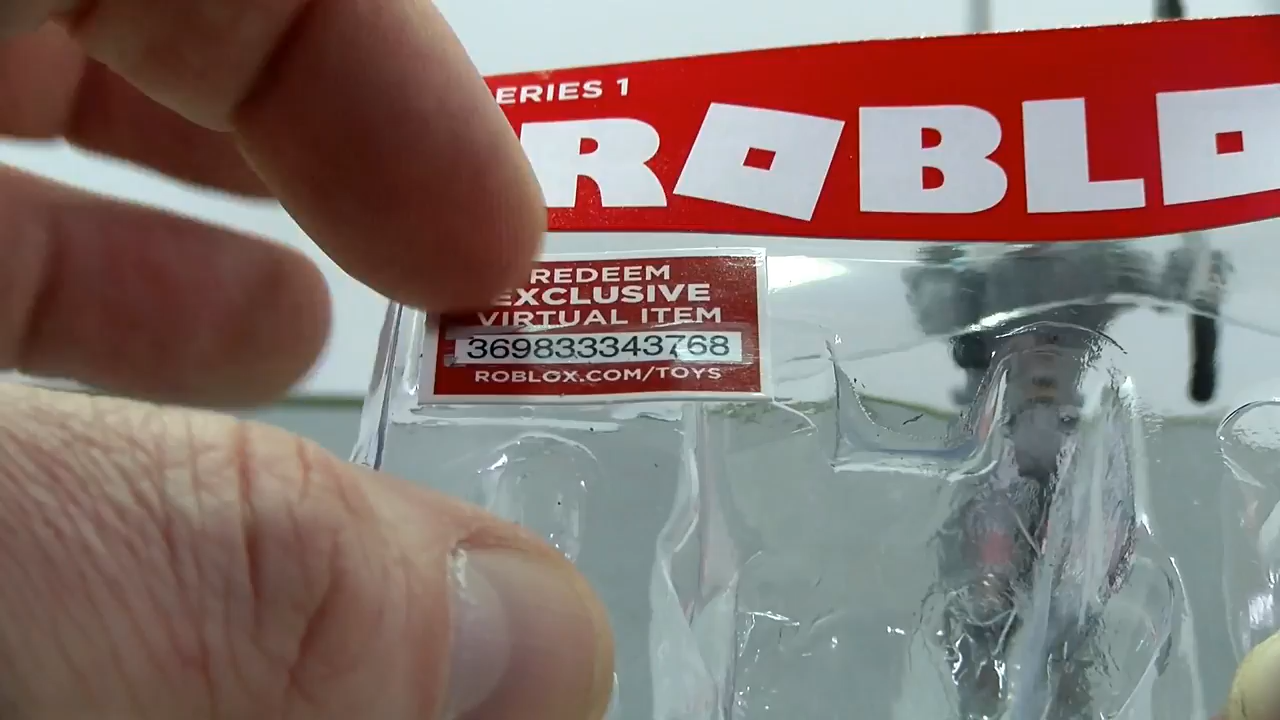 ERIES 1
ROBLO
REDEEM
EXCLUSIVE
VIRTUAL ITEM
369833343768
ROBLOX.COM/TOYS